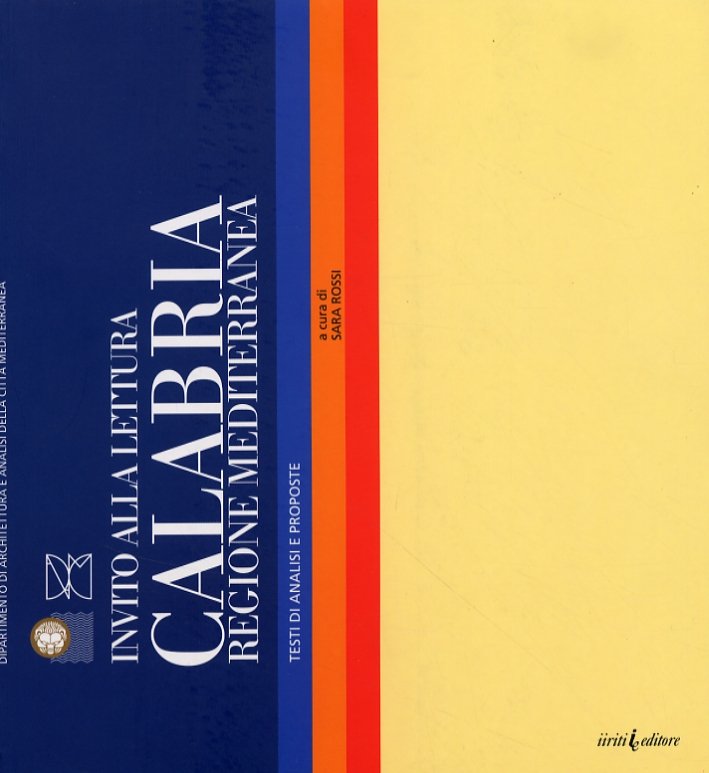 DIPARTIMENTO DI ARCHITETTURA E ANALISI DELLA CITTÀ MEDITERRANEA
INVITO ALLA LETTURA
CALABRIA
REGIONE MEDITERRANEA
TESTI DI ANALISI E PROPOSTE
a cura di
SARA ROSSI
iiriti editore